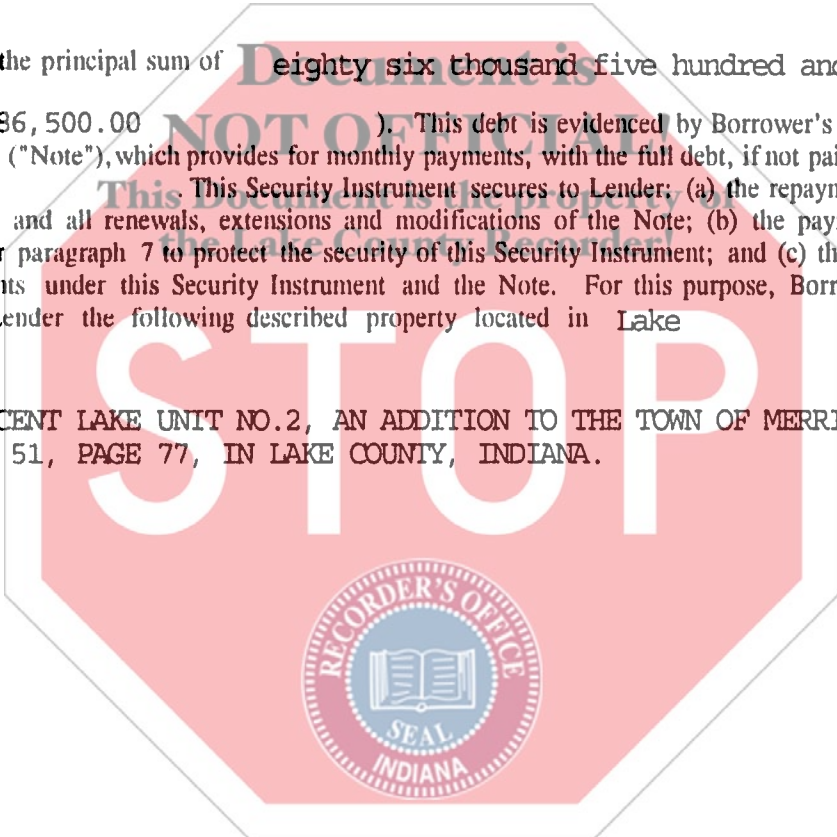 the principal sum of eighty six thousand five hundred and
Document is
36,500.00 ). This debt is evidenced by Borrower's
NOT OFFICIAL!
("Note"), which provides for monthly payments, with the full debt, if not pai
. This Security Instrument secures to Lender: (a) the repaym
This Document is the property of
and all renewals, extensions and modifications of the Note; (b) the pay
the Lake County Recorder!
r paragraph 7 to protect the security of this Security Instrument; and (c) th
nts under this Security Instrument and the Note. For this purpose, Borr
Lender the following described property located in Lake
STOP
CENT LAKE UNIT NO.2, AN ADDITION TO THE TOWN OF MERRI
51, PAGE 77, IN LAKE COUNTY, INDIANA.
RECORDER'S OFFICE
SEAL
INDIANA